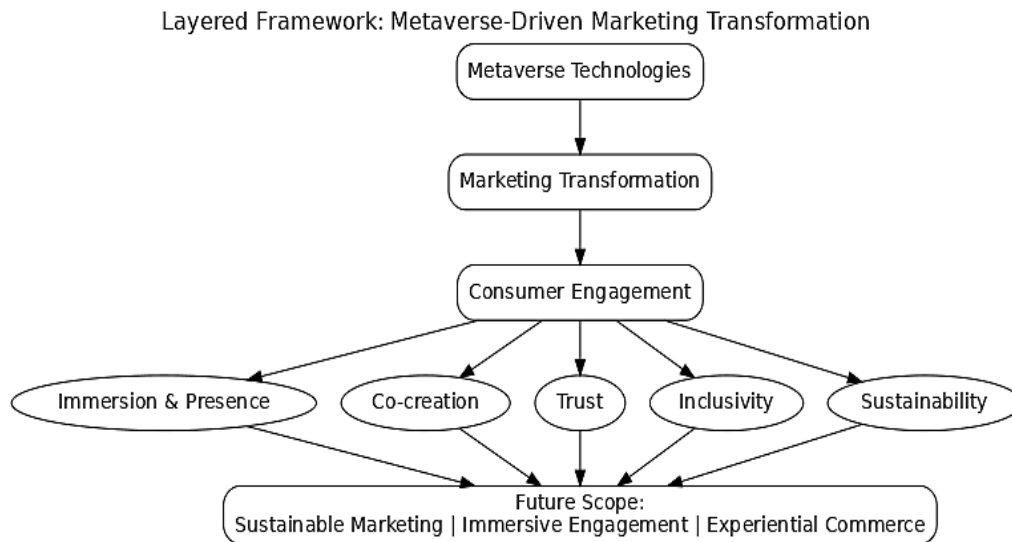 Layered Framework: Metaverse-Driven Marketing Transformation
Metaverse Technologies
Marketing Transformation
Consumer Engagement
Immersion & Presence
Co-creation
Trust
Inclusivity
Sustainability
Future Scope:
Sustainable Marketing | Immersive Engagement | Experiential Commerce